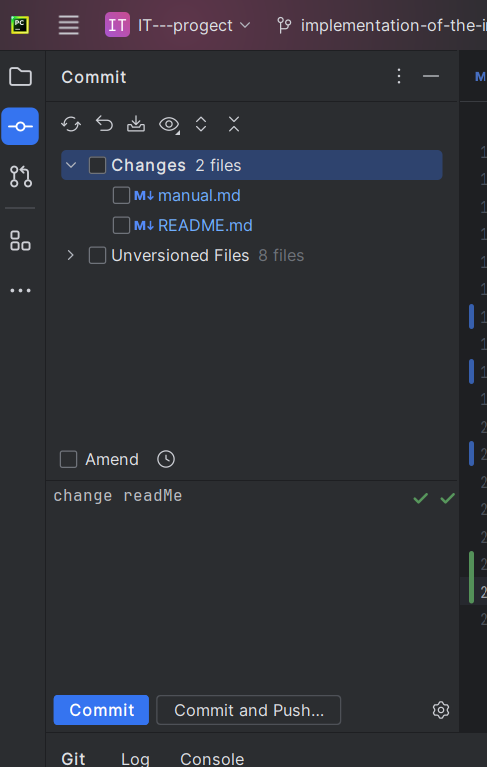 PC
IT IT---progect implementation-of-the-i
Commit
M
Changes 2 files
M↓ manual.md
M↓ README.md
Unversioned Files 8 files
Amend
change readMe
Commit Commit and Push...
Git Log Console